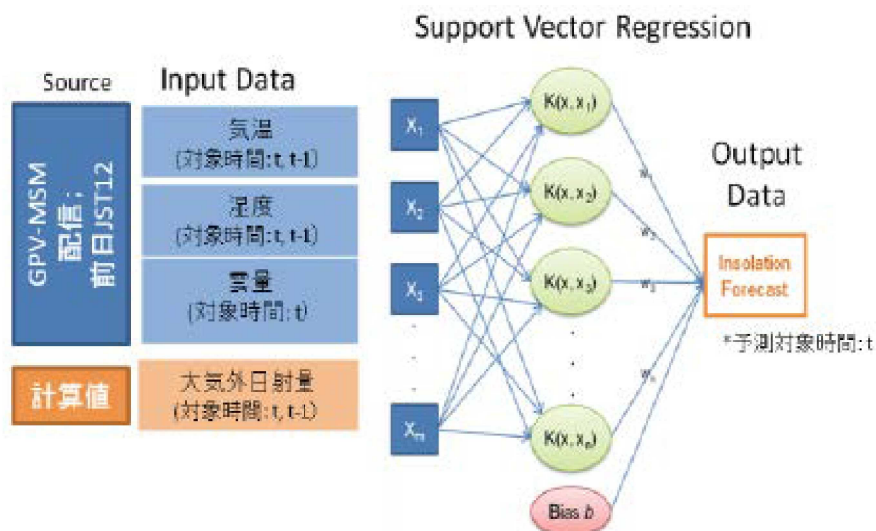 Support Vector Regression
Source
Input Data
GPV-MSM
配信;
前日JST12
気温
(対象時間:t, t-1)
湿度
(対象時間:t, t-1)
雲量
(対象時間:t)
計算値
大気外日射量
(対象時間:t, t-1)
X1
X2
X3
Xm
K(x, x1)
K(x, x2)
K(x, x3)
K(x, xn)
Bias b
w1
w2
w3
wn
Output
Data
Insolation
Forecast
*予測対象時間:t